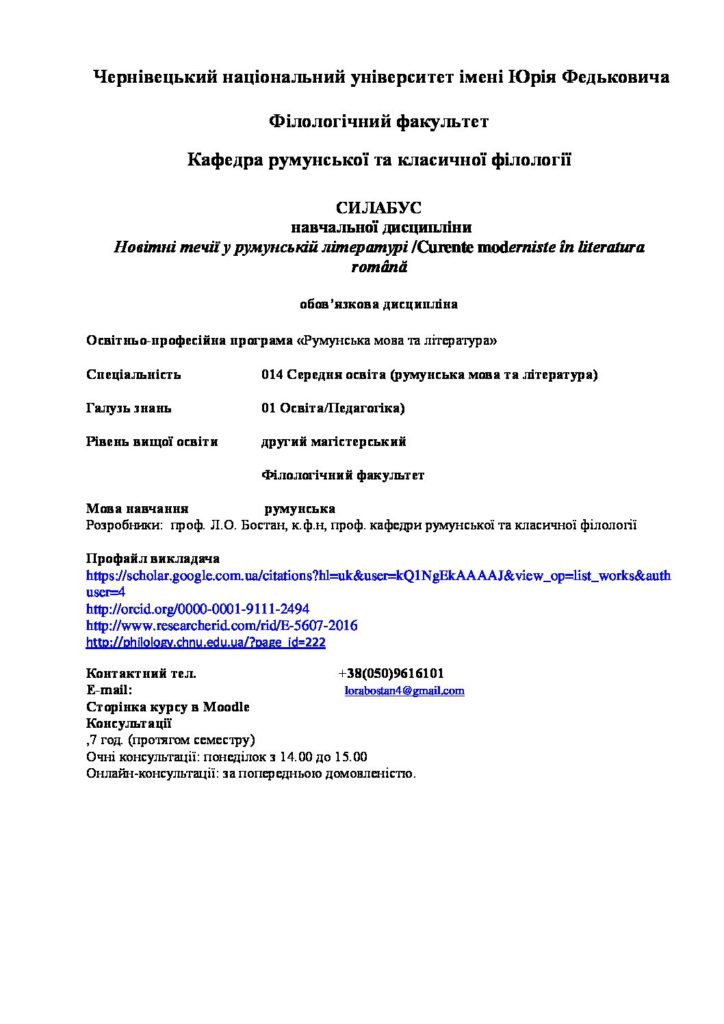 Чернівецький національний університет імені Юрія Федьковича
Філологічний факультет
Кафедра румунської та класичної філології
СИЛАБУС
навчальної дисципліни
Новітні течії у румунській літературі /Curente moderniste în literatura
română
обов’язкова дисципліна
Освітньо-професійна програма «Румунська мова та література»
Спеціальність 014 Середня освіта (румунська мова та література)
Галузь знань 01 Освіта/Педагогіка)
Рівень вищої освіти другий магістерський
Філологічний факультет
Мова навчання румунська
Розробники: проф. Л.О. Бостан, к.ф.н, проф. кафедри румунської та класичної філології
Профайл викладача
https://scholar.google.com.ua/citations?hl=uk&user=kQ1NgEkAAAAJ&view_op=list_works&auth
user=4
http://orcid.org/0000-0001-9111-2494
http://www.researcherid.com/rid/E-5607-2016
http://philology.chnu.edu.ua/?page_id=222
Контактний тел. +38(050)9616101
E-mail: lorabostan4@gmail.com
Сторінка курсу в Moodle
Консультації
,7 год. (протягом семестру)
Очні консультації: понеділок з 14.00 до 15.00
Онлайн-консультації: за попередньою домовленістю.